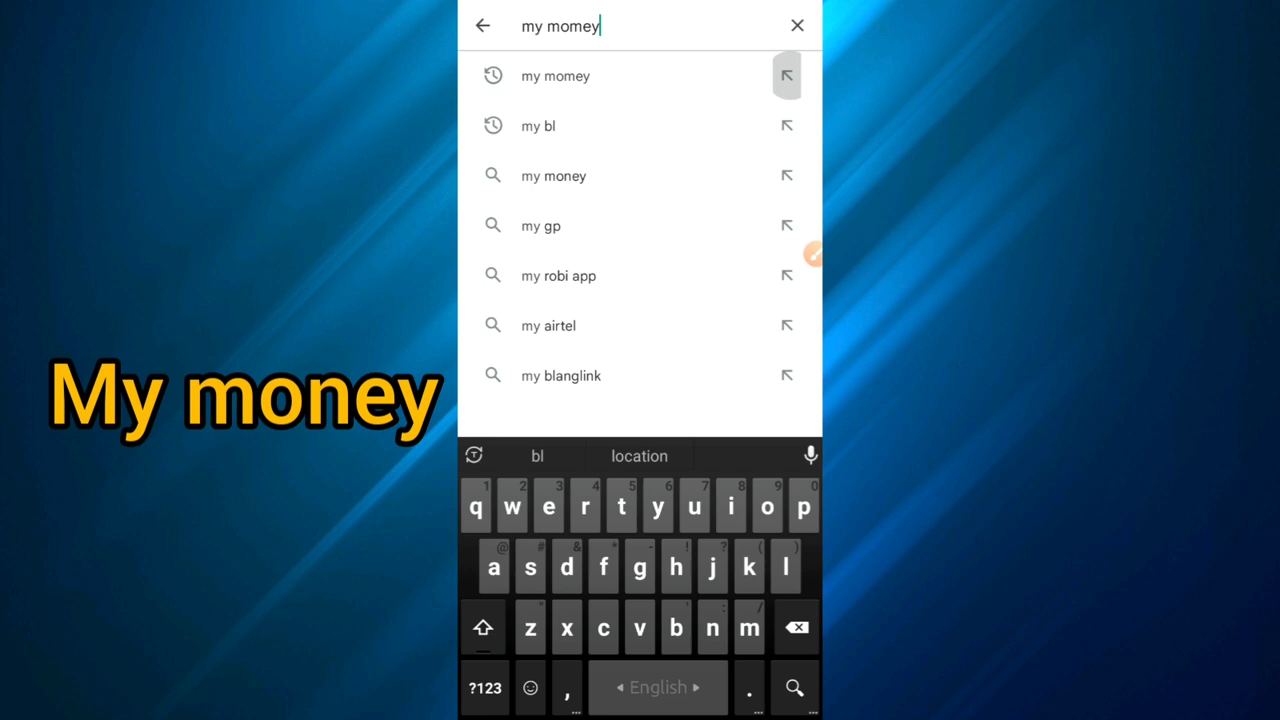 my momey
my momey
my bl
my money
my gp
my robi app
my airtel
my blanglink
My money
bl location
1 2 3 4 5 6 7 8 9 0
q w e r t y u i o p
@ # & * - ! ? ( )
a s d f g h j k l
z x c v b n m
?123 , English .